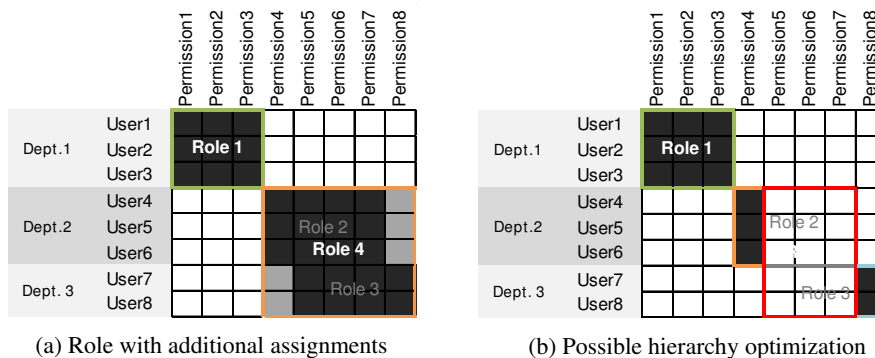 Permission1 Permission2 Permission3 Permission4 Permission5 Permission6 Permission7 Permission8
User1
Dept.1 User2 Role 1
User3
User4
Dept.2 User5 Role 2
User6 Role 4
User7
Dept. 3 Role 3
User8
(a) Role with additional assignments
Permission1 Permission2 Permission3 Permission4 Permission5 Permission6 Permission7 Permission8
User1
Dept.1 User2 Role 1
User3
User4
Dept.2 User5 Role 2
User6
User7
Dept. 3 Role 3
User8
(b) Possible hierarchy optimization